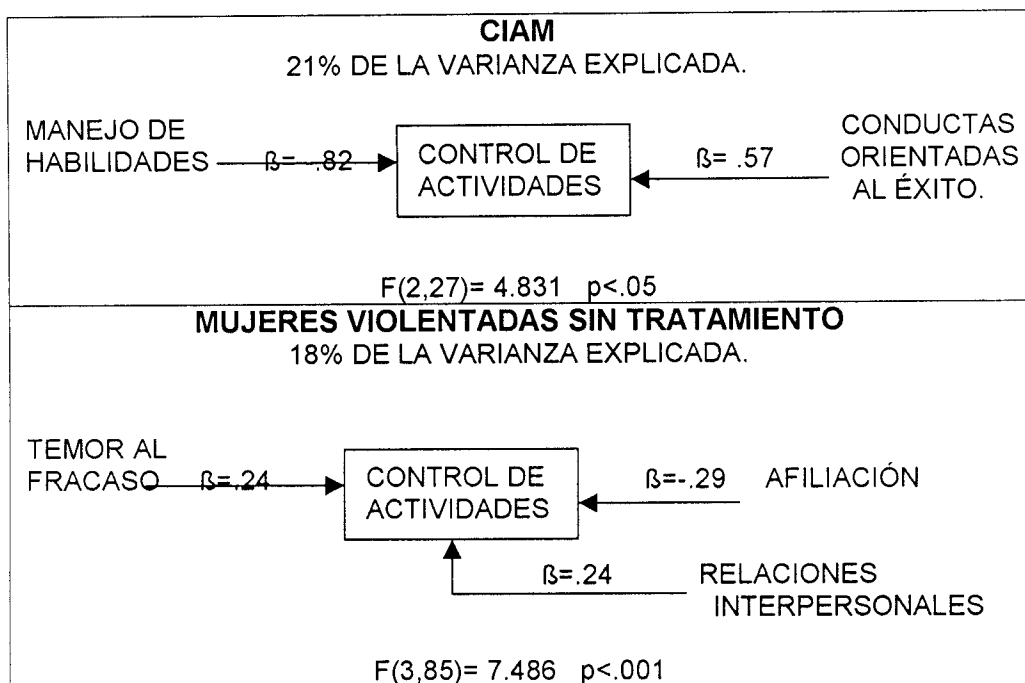 CIAM
21% DE LA VARIANZA EXPLICADA.
MANEJO DE
HABILIDADES
ß= -.82
CONTROL DE
ACTIVIDADES
ß= .57
CONDUCTAS
ORIENTADAS
AL ÉXITO.
F(2,27)= 4.831 p<.05
MUJERES VIOLENTADAS SIN TRATAMIENTO
18% DE LA VARIANZA EXPLICADA.
TEMOR AL
FRACASO
ß=.24
CONTROL DE
ACTIVIDADES
ß=-.29
AFILIACIÓN
ß=.24
RELACIONES
INTERPERSONALES
F(3,85)= 7.486 p<.001